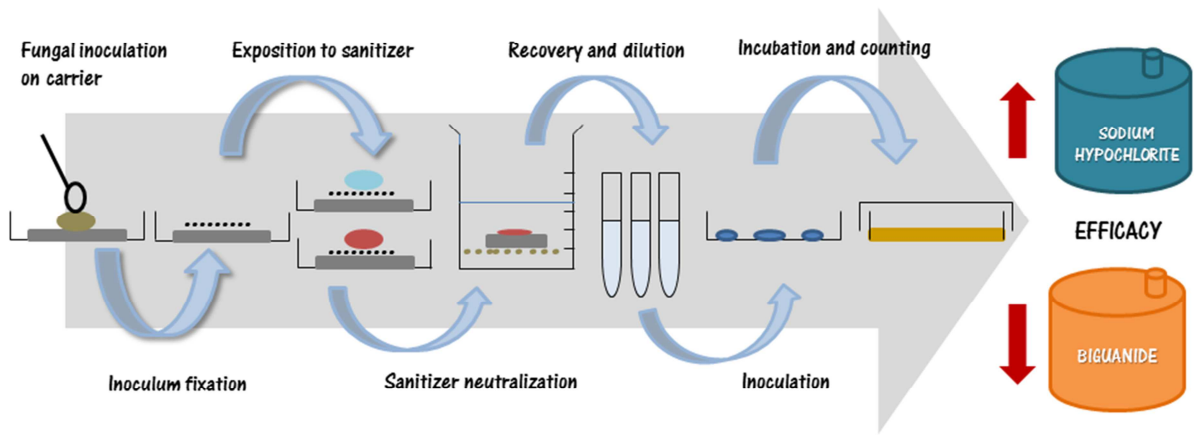 Fungal inoculation
on carrier
Exposition to sanitizer
Recovery and dilution
Incubation and counting
SODIUM
HYPOCHLORITE
EFFICACY
BIGUANIDE
Inoculum fixation
Sanitizer neutralization
Inoculation